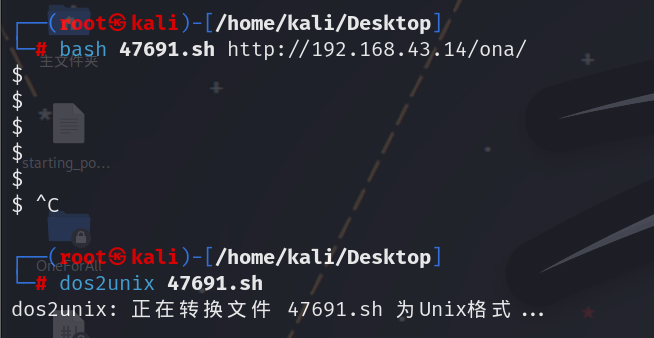 ┌──(root㉿kali)-[/home/kali/Desktop]
└─# bash 47691.sh http://192.168.43.14/ona/
主文件夹
$
$
$
$
starting_po...
$
$ ^C
┌──(root㉿kali)-[/home/kali/Desktop]
OneForAll
└─# dos2unix 47691.sh
dos2unix: 正在转换文件 47691.sh 为Unix格式 ...